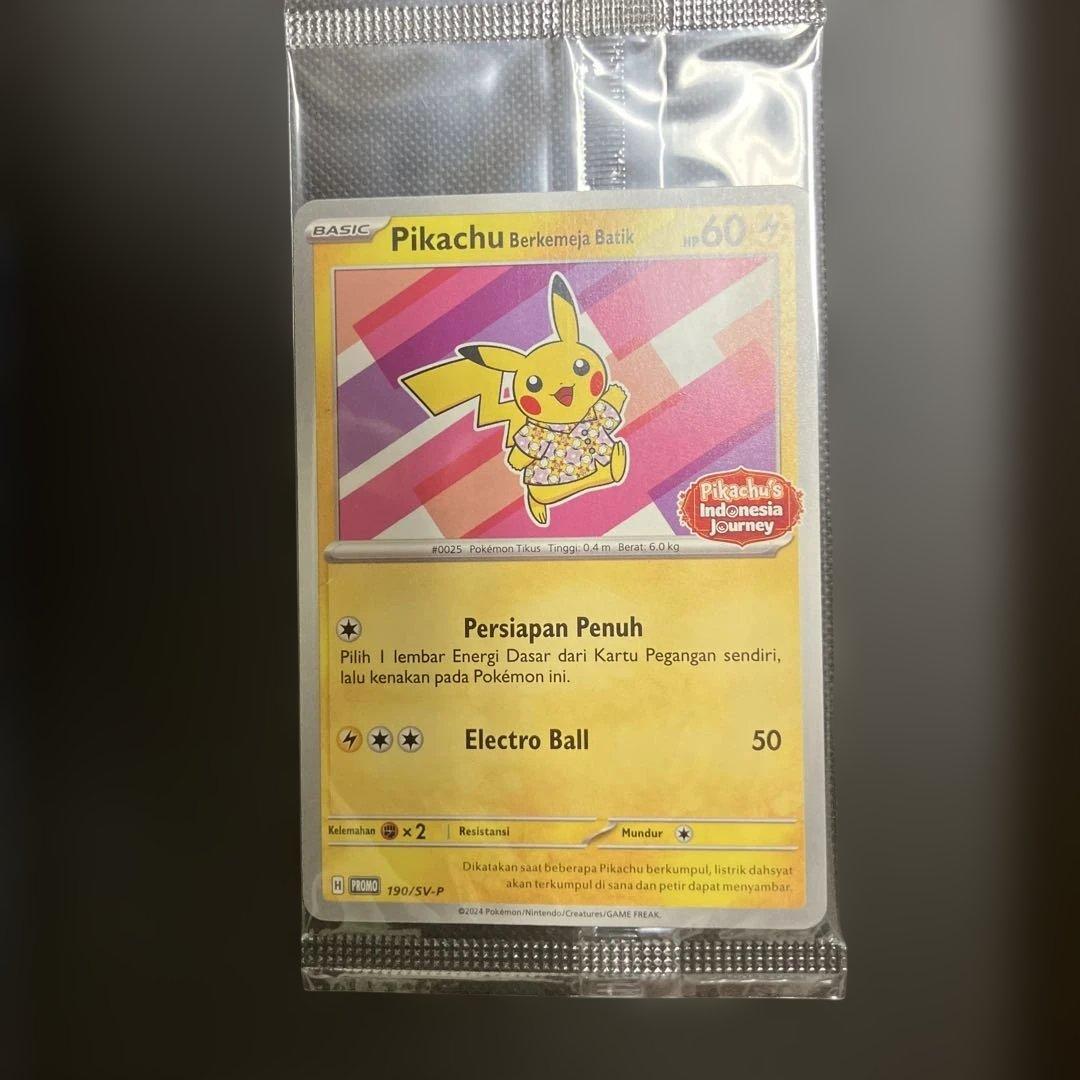 BASIC Pikachu Berkemeja Batik HP 60
Pikachu's
Indonesia
Journey
#0025 Pokémon Tikus Tinggi: 0.4 m Berat: 6.0 kg
Persiapan Penuh
Pilih 1 lembar Energi Dasar dari Kartu Pegangan sendiri,
lalu kenakan pada Pokémon ini.
Electro Ball 50
Kelemahan ×2 Resistansi Mundur
Dikatakan saat beberapa Pikachu berkumpul, listrik dahsyat
akan terkumpul di sana dan petir dapat menyambar.
H PROMO 190/SV-P
©2024 Pokémon/Nintendo/Creatures/GAME FREAK.